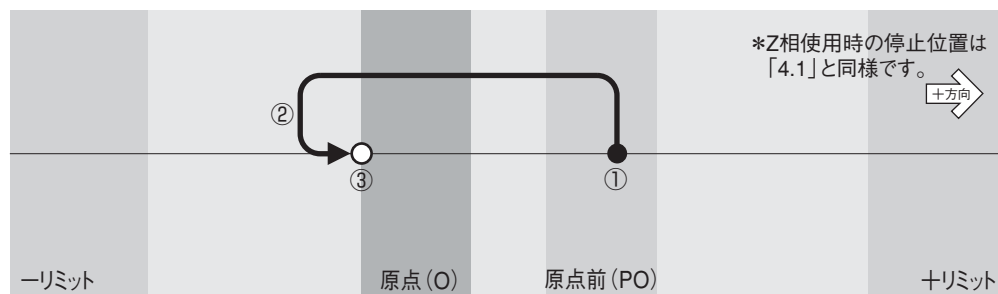 *Z相使用時の停止位置は
「4.1」と同様です。
+方向
②
③
①
−リミット
原点(O)
原点前(PO)
+リミット